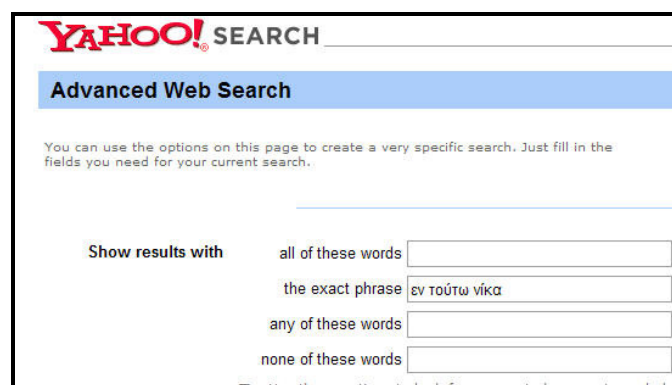 YAHOO! SEARCH
Advanced Web Search
You can use the options on this page to create a very specific search. Just fill in the
fields you need for your current search.
Show results with all of these words
the exact phrase εν τούτω νίκα
any of these words
none of these words